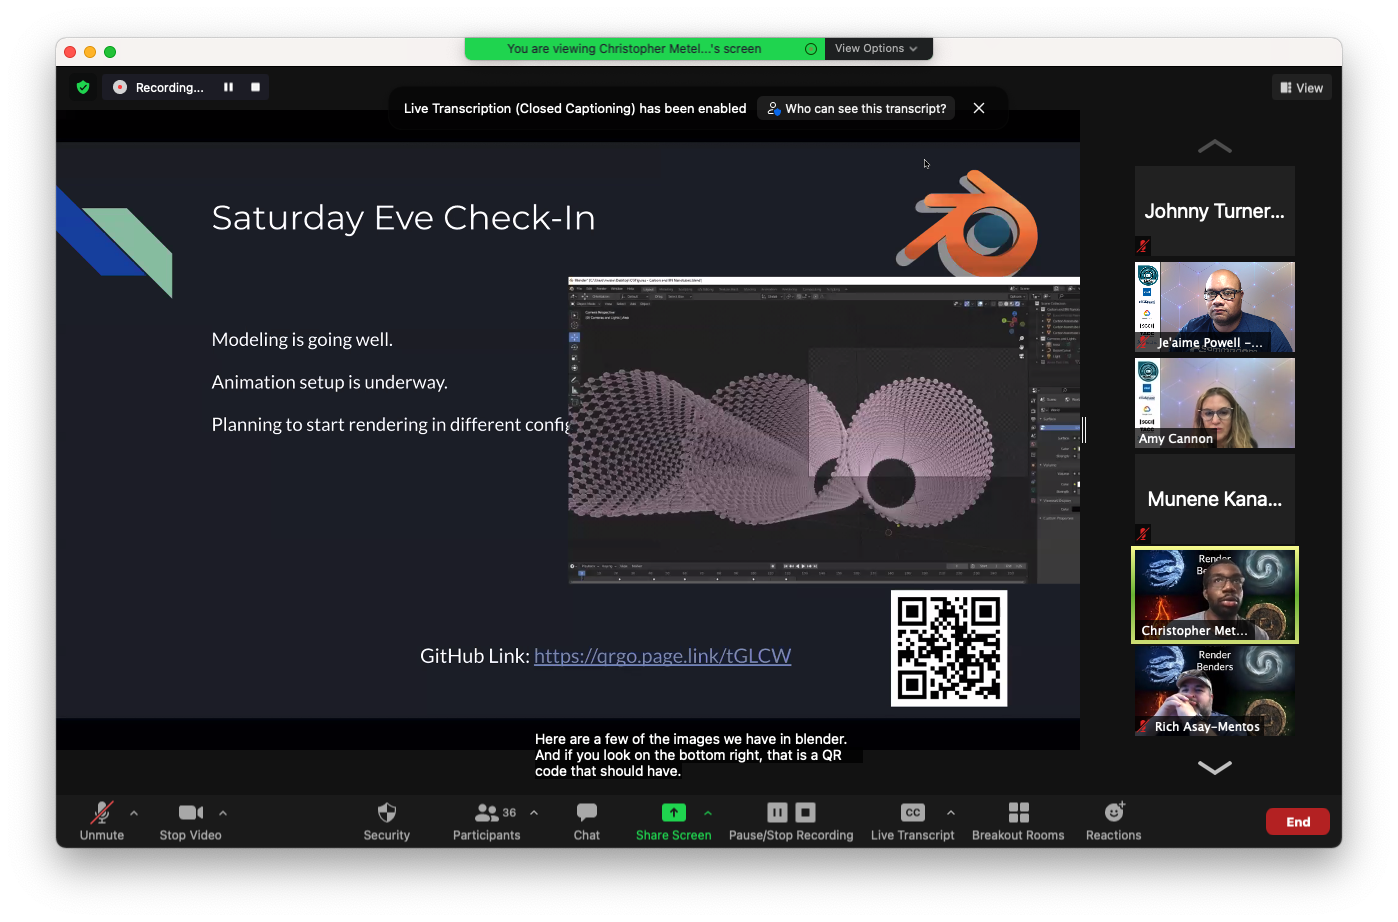 You are viewing Christopher Metel...'s screen
View Options
Recording...
View
Live Transcription (Closed Captioning) has been enabled
Who can see this transcript?
Saturday Eve Check-In
Modeling is going well.
Animation setup is underway.
Planning to start rendering in different config
GitHub Link: https://qrgo.page.link/tGLCW
Here are a few of the images we have in blender.
And if you look on the bottom right, that is a QR
code that should have.
Johnny Turner...
Je'aime Powell -...
Amy Cannon
Munene Kana...
Render
Benders
Christopher Met...
Render
Benders
Rich Asay-Mentos
Unmute
Stop Video
Security
36
Participants
Chat
Share Screen
Pause/Stop Recording
CC
Live Transcript
Breakout Rooms
Reactions
End